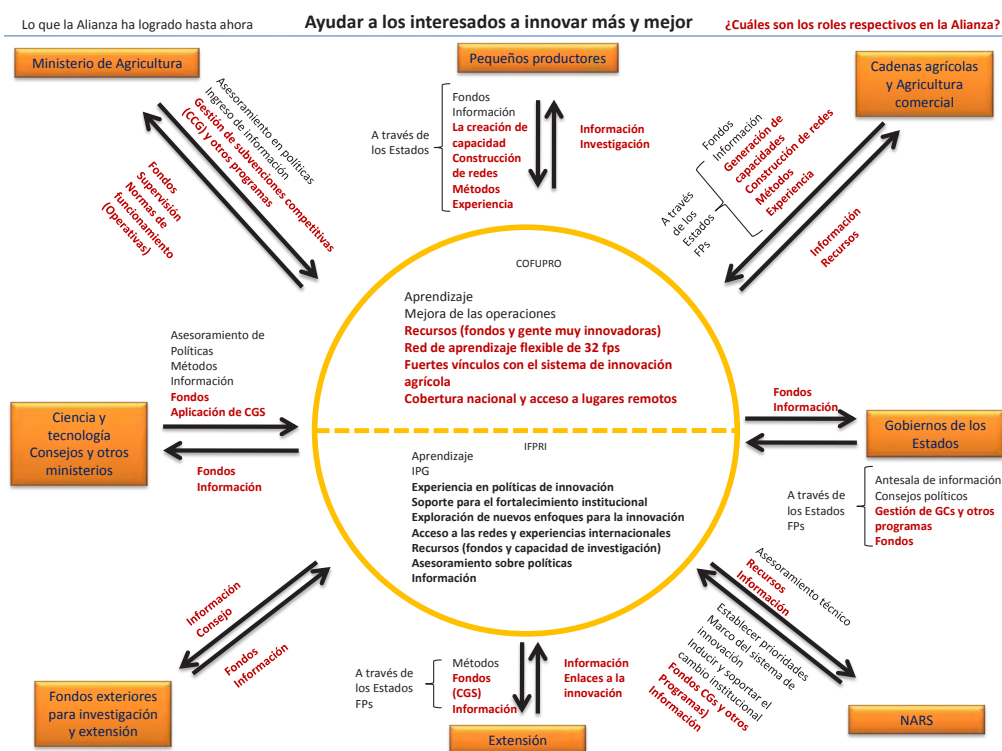 Lo que la Alianza ha logrado hasta ahora
Ayudar a los interesados a innovar más y mejor
¿Cuáles son los roles respectivos en la Alianza?
Ministerio de Agricultura
Asesoramiento en políticas
Ingreso de información
Gestión de subvenciones competitivas
(CCG) y otros programas
Fondos
Supervisión
Normas de
funcionamiento
(Operativas)
Pequeños productores
A través de
los Estados
Fondos
Información
La creación de
capacidad
Construcción
de redes
Métodos
Experiencia
Información
Investigación
Cadenas agrícolas
y Agricultura
comercial
A través
de los
Estados
FPs
Fondos
Información
Generación de
capacidades
Construcción de redes
Métodos
Experiencia
Información
Recursos
COFUPRO
Aprendizaje
Mejora de las operaciones
Recursos (fondos y gente muy innovadoras)
Red de aprendizaje flexible de 32 fps
Fuertes vínculos con el sistema de innovación
agrícola
Cobertura nacional y acceso a lugares remotos
IFPRI
Aprendizaje
IPG
Experiencia en políticas de innovación
Soporte para el fortalecimiento institucional
Exploración de nuevos enfoques para la innovación
Acceso a las redes y experiencias internacionales
Recursos (fondos y capacidad de investigación)
Asesoramiento sobre políticas
Información
Asesoramiento de
Políticas
Métodos
Información
Fondos
Aplicación de CGS
Ciencia y
tecnología
Consejos y otros
ministerios
Fondos
Información
Fondos
Información
Gobiernos de los
Estados
A través de
los Estados
FPs
Antesala de información
Consejos políticos
Gestión de GCs y otros
programas
Fondos
Información
Consejo
Fondos
Información
Fondos exteriores
para investigación
y extensión
A través de
los Estados
FPs
Métodos
Fondos
(CGS)
Información
Información
Enlaces a la
innovación
Extensión
Asesoramiento técnico
Recursos
Información
Establecer prioridades
Marco del sistema de
innovación
Inducir y soportar el
cambio institucional
Fondos CGs y otros
Programas)
Información
NARS